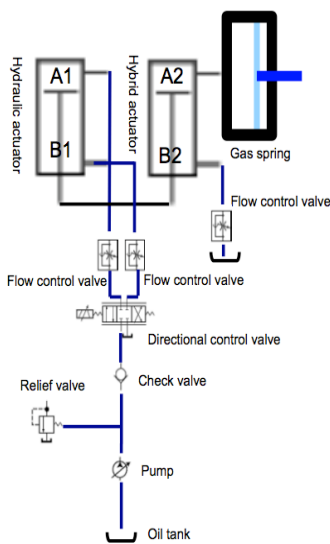 Hydraulic
actuator
Hybrid actuator
A1
A2
B1
B2
Gas spring
Flow control valve
Flow control valve
Flow control valve
Directional control valve
Relief valve
Check valve
Pump
Oil tank